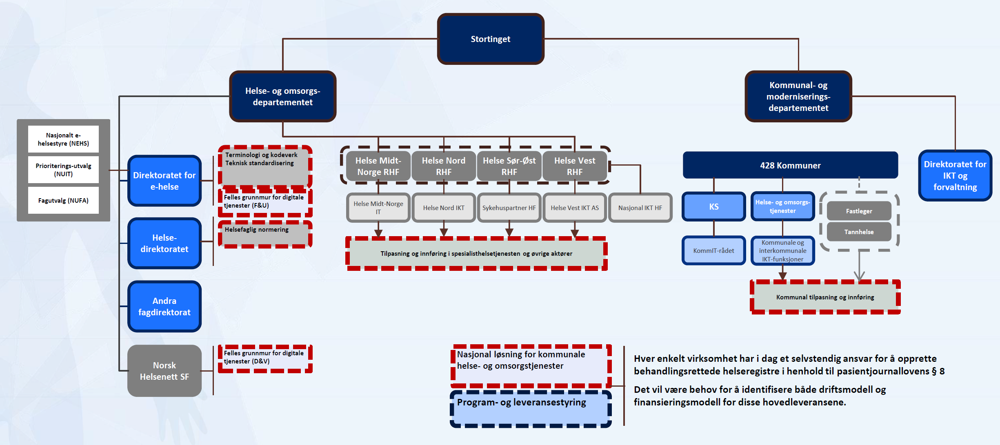 Stortinget
Helse- og omsorgs-
departementet
Kommunal- og
moderniserings-
departementet
Nasjonalt e-
helsestyre (NEHS)
Prioriterings-utvalg
(NUIT)
Fagutvalg (NUFA)
Direktoratet for
e-helse
Terminologi og kodeverk
Teknisk standardisering
Felles grunnmur for digitale
tjenester (F&U)
Helse-
direktoratet
Helsefaglig normering
Andra
fagdirektorat
Norsk
Helsenett SF
Felles grunnmur for digitale
tjenester (D&V)
Helse Midt-
Norge RHF
Helse Nord
RHF
Helse Sør-Øst
RHF
Helse Vest
RHF
Helse Midt-Norge
IT
Helse Nord IKT
Sykehuspartner HF
Helse Vest IKT AS
Nasjonal IKT HF
Tilpasning og innføring i spesialisthelsetjenesten og øvrige aktører
428 Kommuner
KS
Helse- og omsorgs-
tjenester
Fastleger
Tannhelse
KommIT-rådet
Kommunale og
interkommunale
IKT-funksjoner
Kommunal tilpasning og innføring
Direktoratet for
IKT og
forvaltning
Nasjonal løsning for kommunale
helse- og omsorgstjenester
Program- og leveransestyring
Hver enkelt virksomhet har i dag et selvstendig ansvar for å opprette
behandlingsrettede helseregistre i henhold til pasientjournallovens § 8
Det vil være behov for å identifisere både driftsmodell og
finansieringsmodell for disse hovedleveransene.